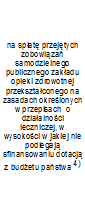 na spłatę przejętych
zobowiązań
samodzielnego
publicznego zakładu
opieki zdrowotnej
przekształconego na
zasadach określonych
w przepisach o
działalności
leczniczej, w
wysokości w jakiej nie
podlegają
sfinansowaniu dotacją
z budżetu państwa 4)